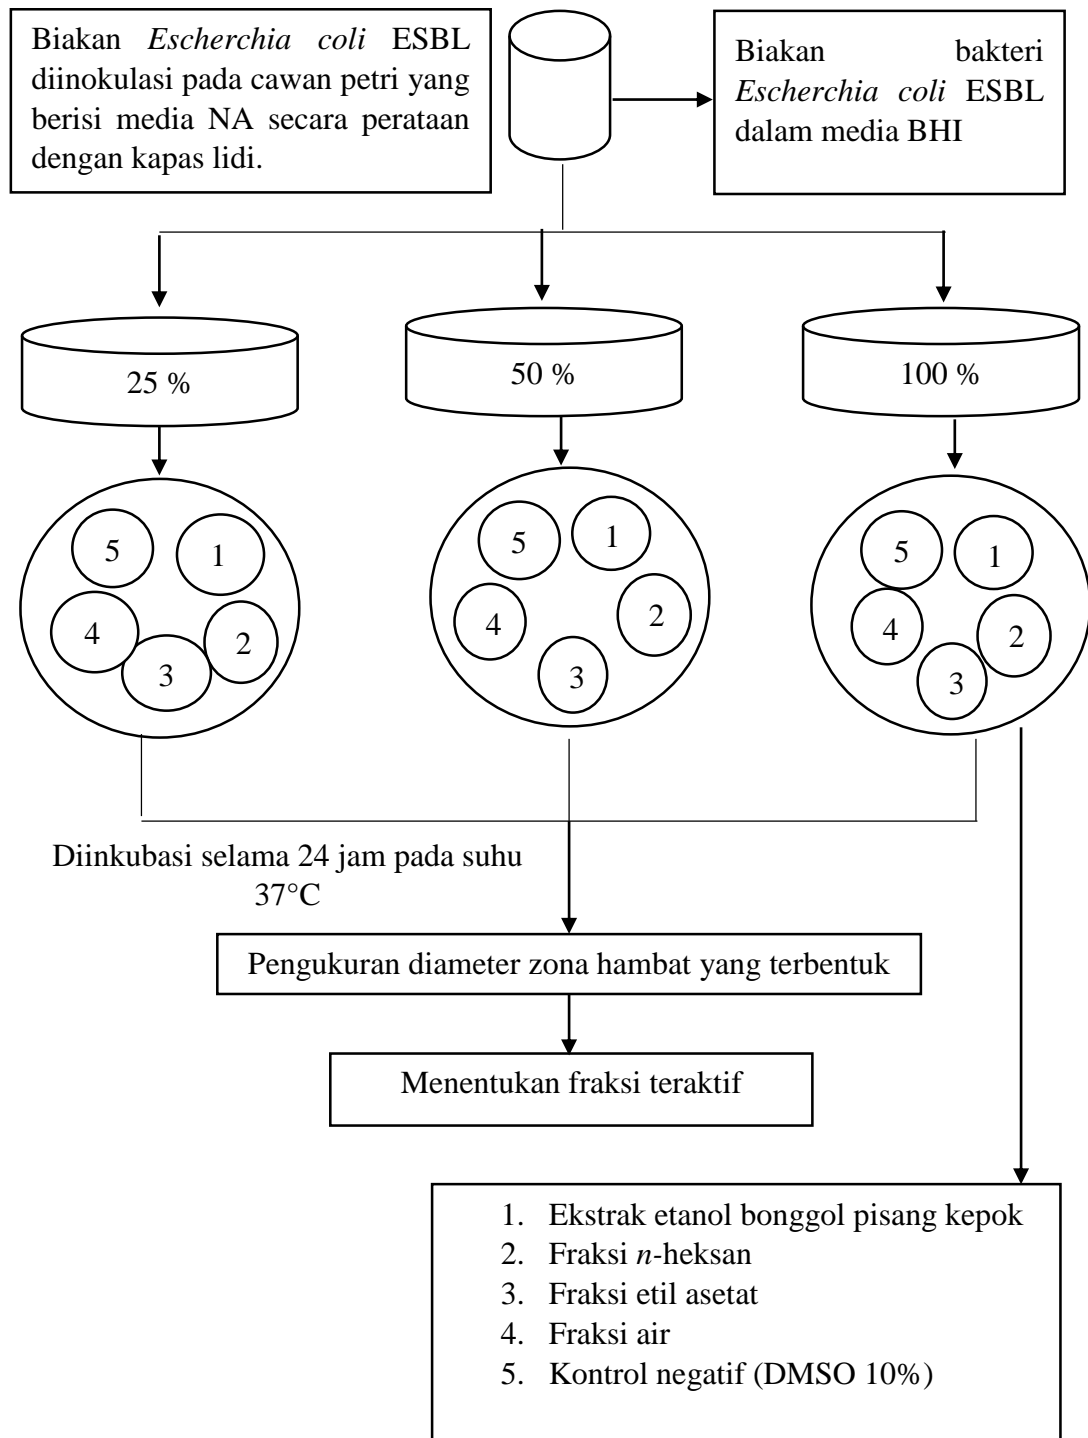 Biakan Escherchia coli ESBL
diinokulasi pada cawan petri yang
berisi media NA secara perataan
dengan kapas lidi.
Biakan bakteri
Escherchia coli ESBL
dalam media BHI
25 %
50 %
100 %
5
1
4
2
3
5
1
4
2
3
5
1
4
2
3
Diinkubasi selama 24 jam pada suhu
37°C
Pengukuran diameter zona hambat yang terbentuk
Menentukan fraksi teraktif
1. Ekstrak etanol bonggol pisang kepok
2. Fraksi n-heksan
3. Fraksi etil asetat
4. Fraksi air
5. Kontrol negatif (DMSO 10%)